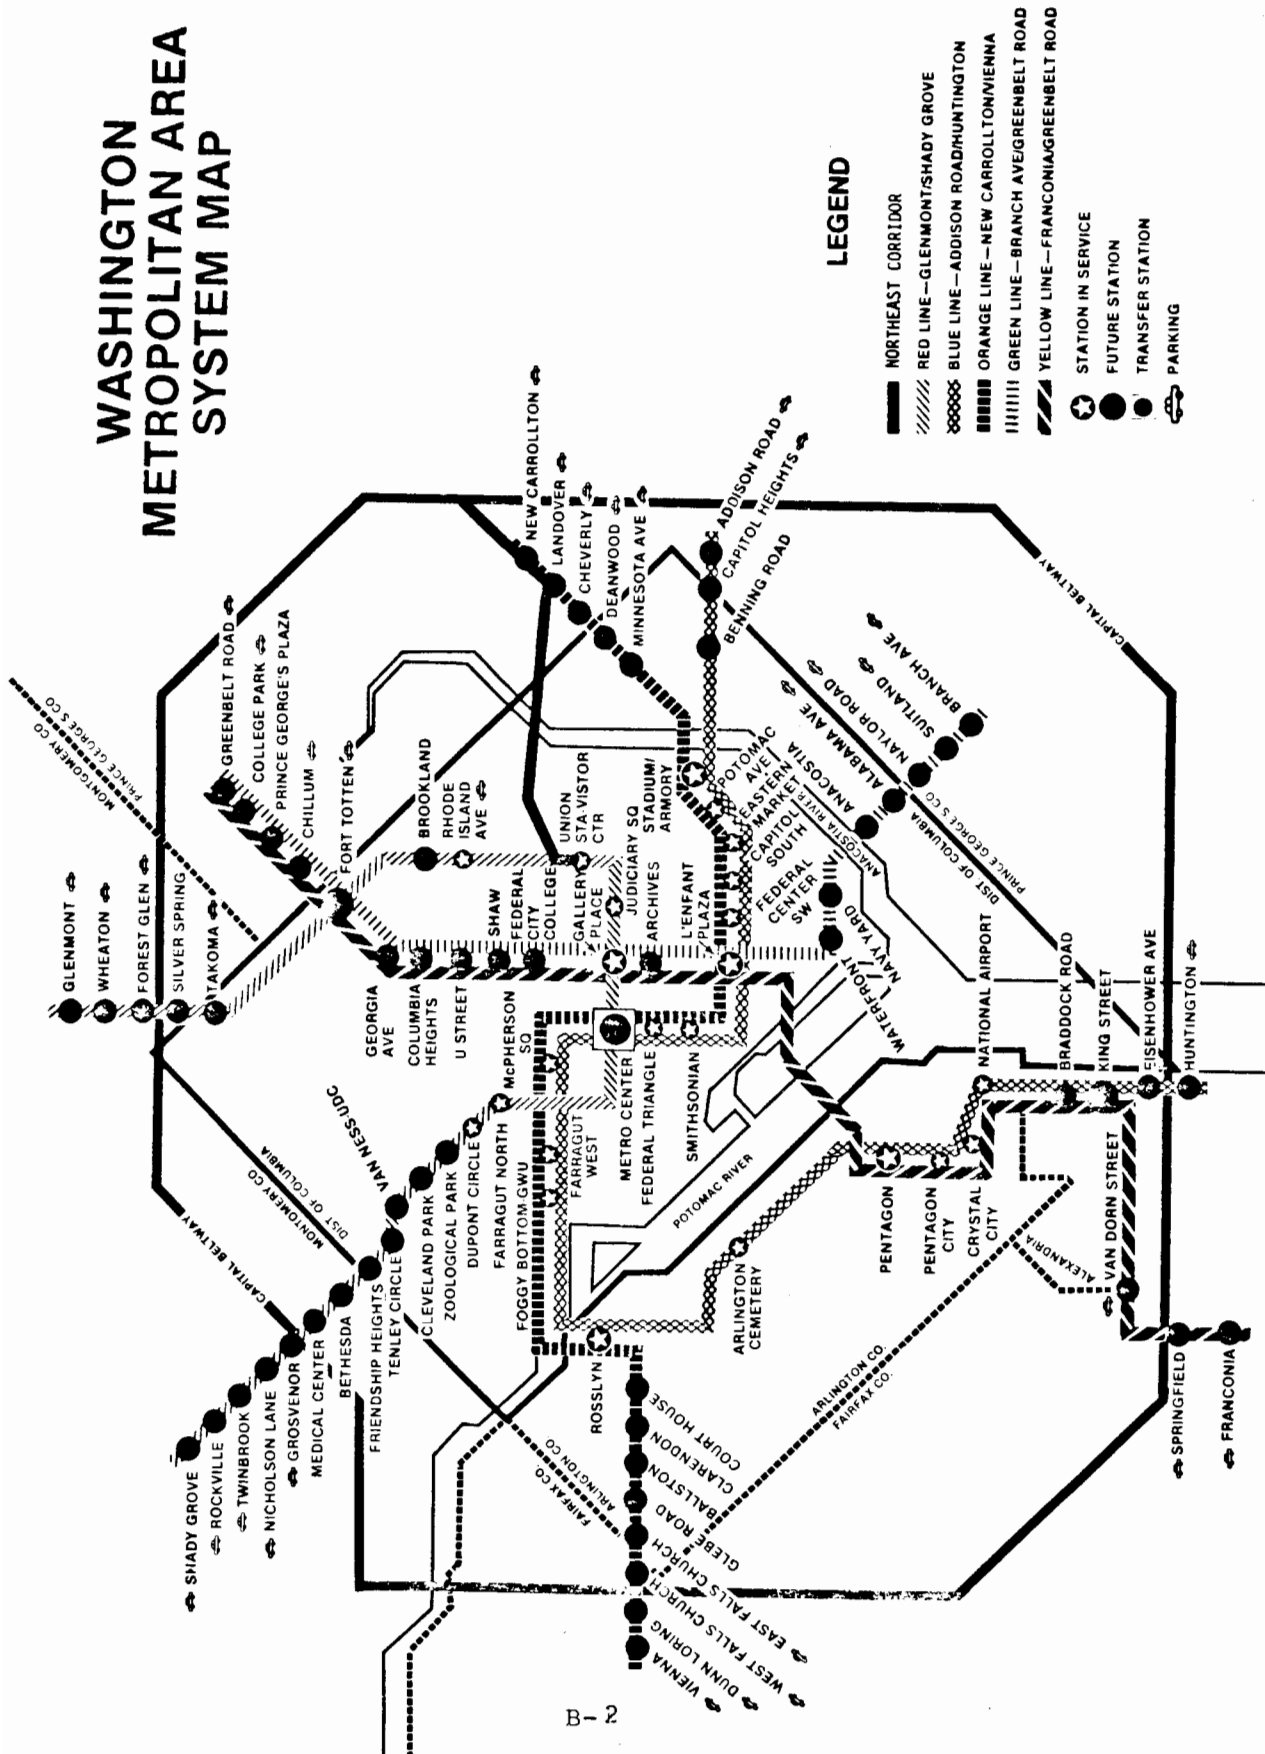 WASHINGTON
METROPOLITAN AREA
SYSTEM MAP
GLENMONT
WHEATON
FOREST GLEN
SILVER SPRING
TAKOMA
MONTGOMERY CO
PRINCE GEORGE'S CO
GREENBELT ROAD
COLLEGE PARK
PRINCE GEORGE'S PLAZA
CHILLUM
FORT TOTTEN
BROOKLAND
RHODE
ISLAND
AVE
UNION
STA-VISTOR
CTR
JUDICIARY SQ
STADIUM/
ARMORY
NEW CARROLLTON
LANDOVER
CHEVERLY
DEANWOOD
MINNESOTA AVE
ADDISON ROAD
CAPITOL HEIGHTS
BENNING ROAD
GEORGIA
AVE
COLUMBIA
HEIGHTS
U STREET
SHAW
FEDERAL
CITY
COLLEGE
GALLERY
PLACE
ARCHIVES
L'ENFANT
PLAZA
POTOMAC
AVE
EASTERN
MARKET
CAPITOL
SOUTH
FEDERAL
CENTER
SW
ANACOSTIA RIVER
ANACOSTIA
ALABAMA AVE
NAYLOR ROAD
SUITLAND
BRANCH AVE
DIST OF COLUMBIA
PRINCE GEORGE S CO
CAPITAL BELTWAY
WATERFRONT
NAVY YARD
McPHERSON
SQ
METRO CENTER
FEDERAL TRIANGLE
SMITHSONIAN
FARRAGUT
WEST
FOGGY BOTTOM-GWU
FARRAGUT NORTH
DUPONT CIRCLE
ZOOLOGICAL PARK
CLEVELAND PARK
VAN NESS-UDC
TENLEY CIRCLE
FRIENDSHIP HEIGHTS
BETHESDA
MEDICAL CENTER
GROSVENOR
NICHOLSON LANE
TWINBROOK
ROCKVILLE
SHADY GROVE
CAPITAL BELTWAY
MONTOMERY CO
DIST OF COLUMBIA
POTOMAC RIVER
ROSSLYN
ARLINGTON
CEMETERY
PENTAGON
PENTAGON
CITY
CRYSTAL
CITY
NATIONAL AIRPORT
BRADDOCK ROAD
KING STREET
EISENHOWER AVE
HUNTINGTON
ALEXANDRIA
VAN DORN STREET
SPRINGFIELD
FRANCONIA
ARLINGTON CO.
FAIRFAX CO.
ARLINGTON CO
FAIRFAX CO.
COURT HOUSE
CLARENDON
BALLSTON
GLEBE ROAD
EAST FALLS CHURCH
WEST FALLS CHURCH
DUNN LORING
VIENNA
LEGEND
NORTHEAST CORRIDOR
RED LINE—GLENMONT/SHADY GROVE
BLUE LINE—ADDISON ROAD/HUNTINGTON
ORANGE LINE—NEW CARROLLTON/VIENNA
GREEN LINE—BRANCH AVE/GREENBELT ROAD
YELLOW LINE—FRANCONIA/GREENBELT ROAD
STATION IN SERVICE
FUTURE STATION
TRANSFER STATION
PARKING
B-2